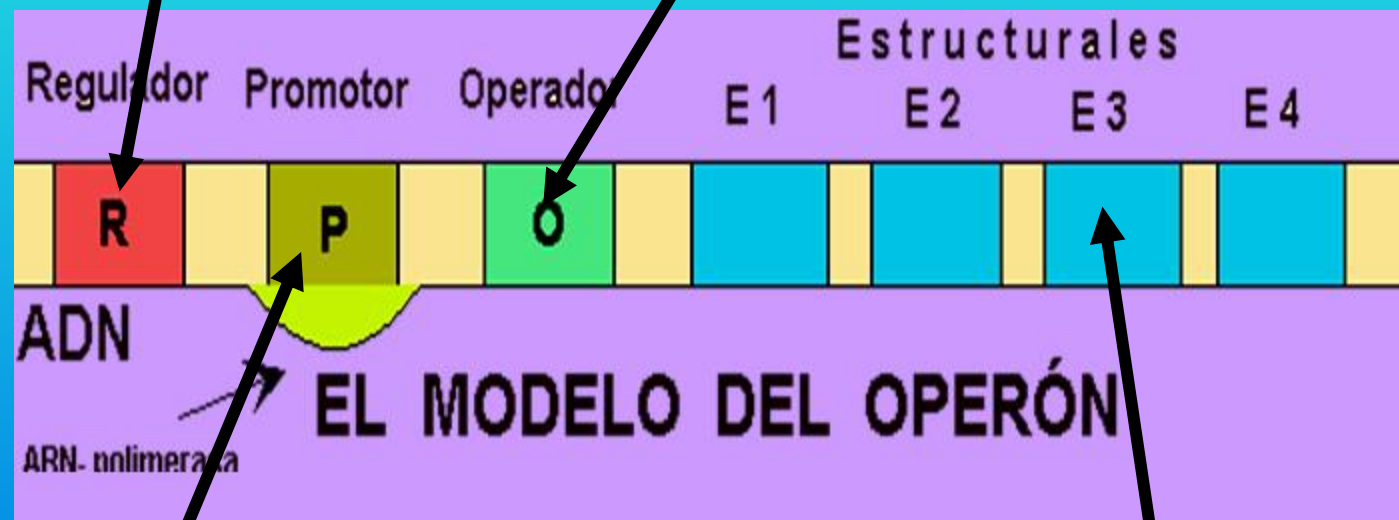 Estructurales
Regulador Promotor Operador E 1 E 2 E 3 E 4
R P O
ADN
EL MODELO DEL OPERÓN
ARN- polimerasa